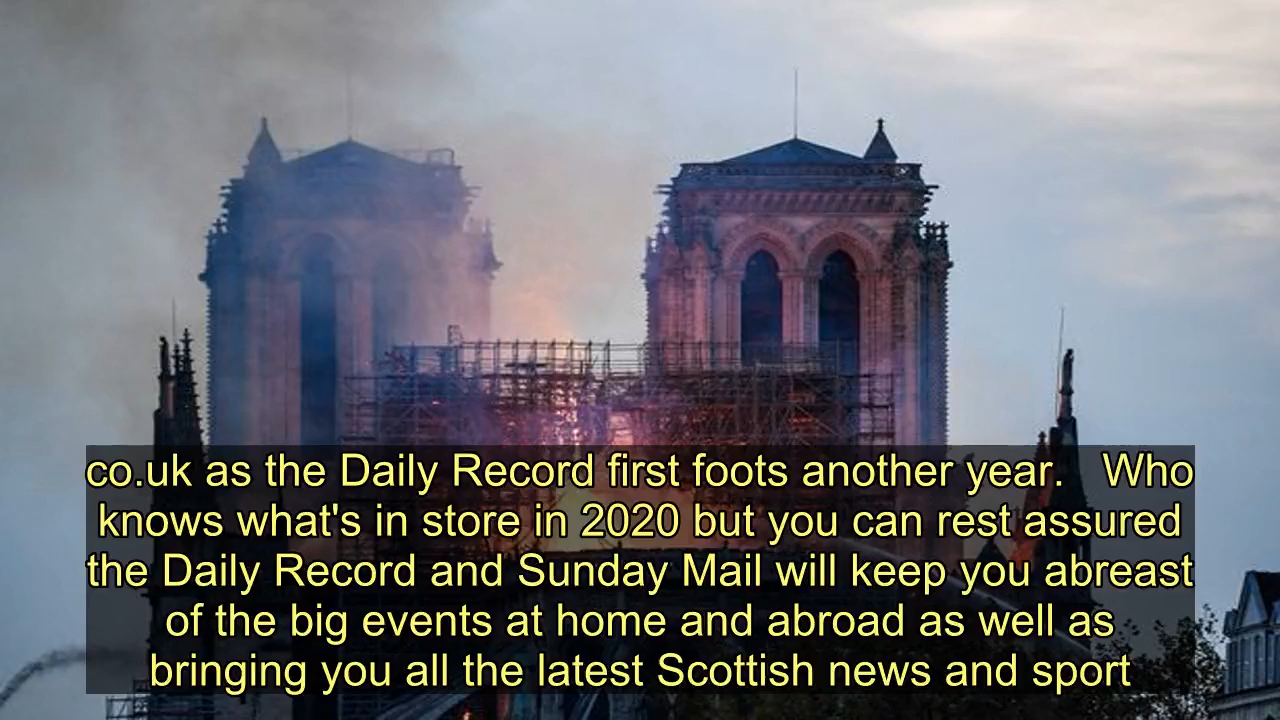 co.uk as the Daily Record first foots another year.   Who
knows what's in store in 2020 but you can rest assured
the Daily Record and Sunday Mail will keep you abreast
of the big events at home and abroad as well as
bringing you all the latest Scottish news and sport